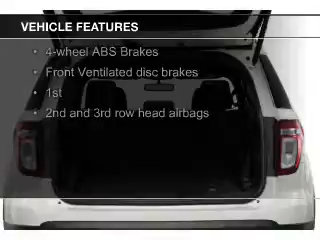 VEHICLE FEATURES
• 4-wheel ABS Brakes
• Front Ventilated disc brakes
• 1st
• 2nd and 3rd row head airbags